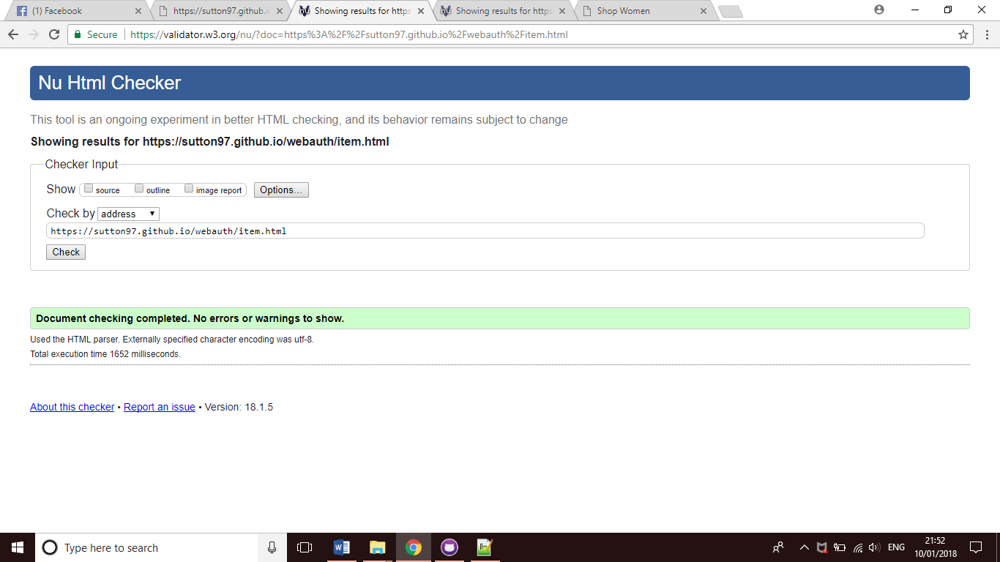 (1) Facebook
https://sutton97.github.i
Showing results for https
Showing results for https
Shop Women
Secure
https://validator.w3.org/nu/?doc=https%3A%2F%2Fsutton97.github.io%2Fwebauth%2Fitem.html
Nu Html Checker
This tool is an ongoing experiment in better HTML checking, and its behavior remains subject to change
Showing results for https://sutton97.github.io/webauth/item.html
Checker Input
Show source outline image report Options...
Check by address
https://sutton97.github.io/webauth/item.html
Check
Document checking completed. No errors or warnings to show.
Used the HTML parser. Externally specified character encoding was utf-8.
Total execution time 1652 milliseconds.
About this checker • Report an issue • Version: 18.1.5
Type here to search
ENG
21:52
10/01/2018